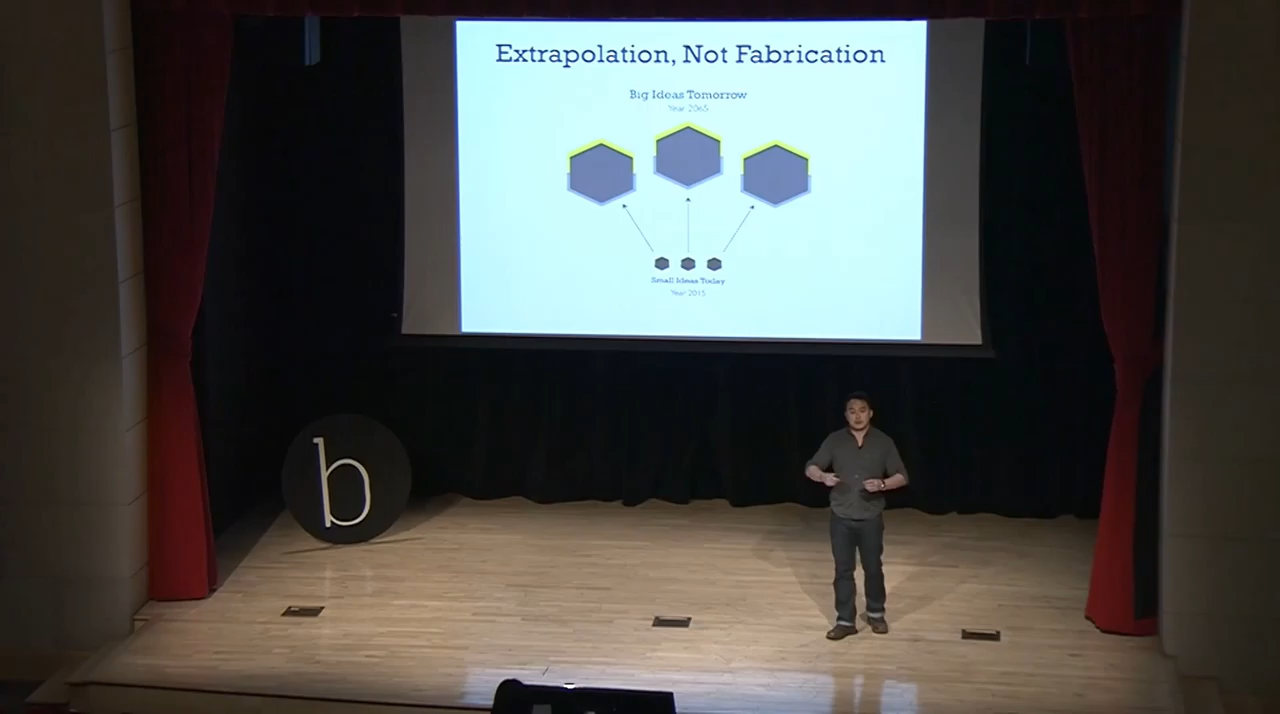 Extrapolation, Not Fabrication
Big Ideas Tomorrow
Year 2065
Small Ideas Today
Year 2015
b